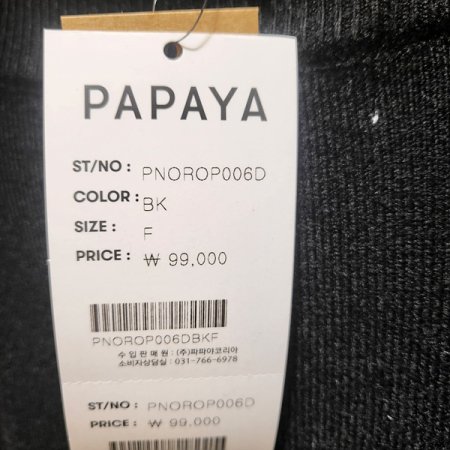 PAPAYA
ST/NO : PNOROP006D
COLOR : BK
SIZE : F
PRICE : ₩ 99,000
PNOROP006DBKF
수 입 판 매 원 : (주)파파야코리아
소비자상담실 : 031-766-6978
ST/NO : PNOROP006D
PRICE : ₩ 99,000